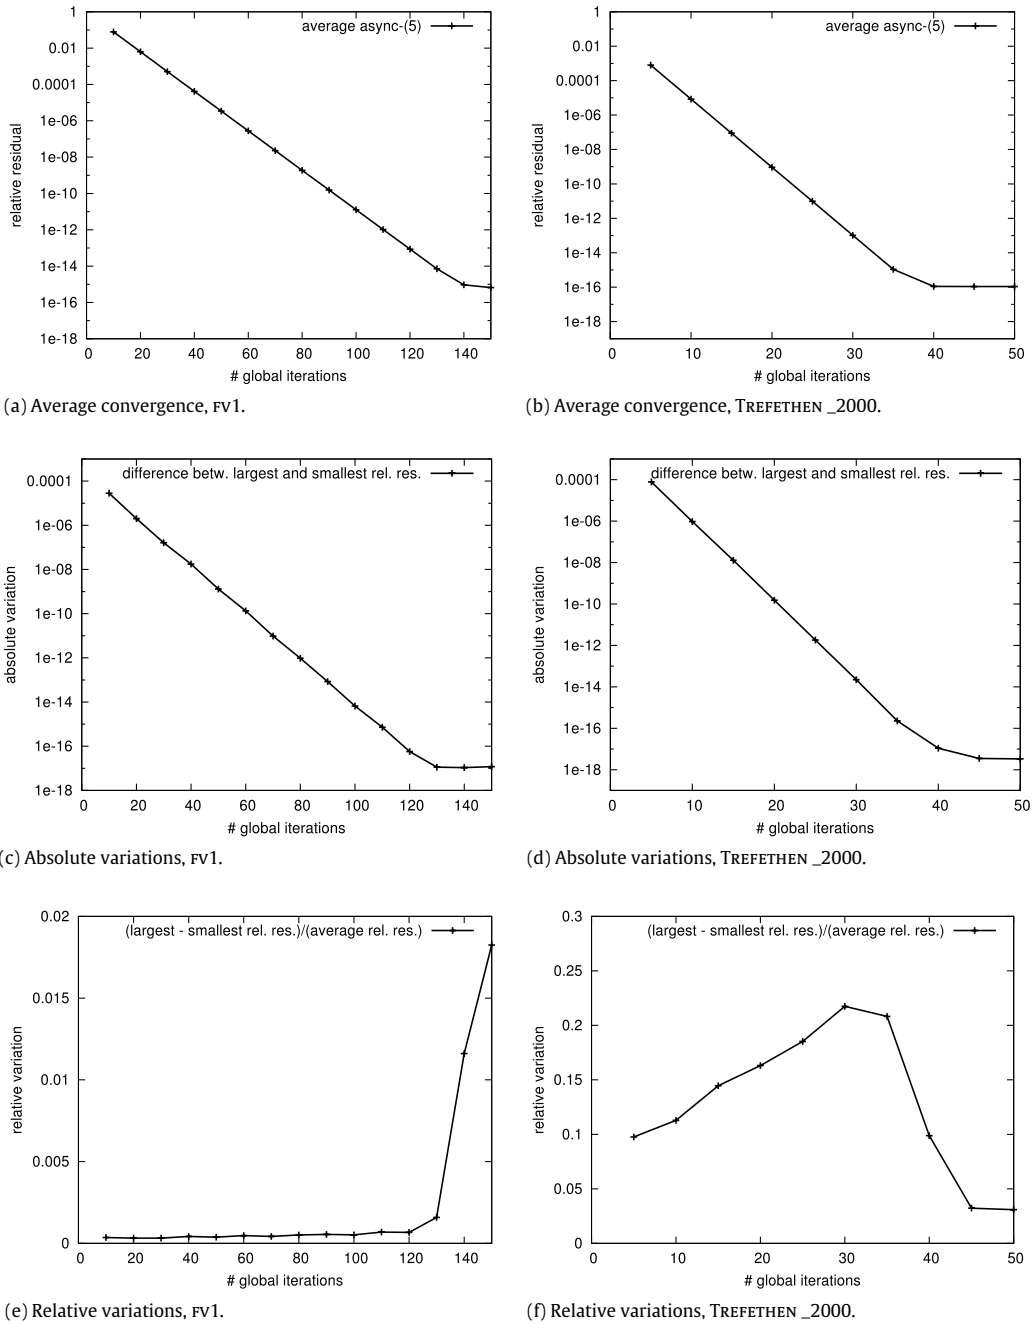 1
0.01
0.0001
1e-06
1e-08
1e-10
1e-12
1e-14
1e-16
1e-18
0 20 40 60 80 100 120 140
relative residual
# global iterations
average async-(5)
(a) Average convergence, FV1.
1
0.01
0.0001
1e-06
1e-08
1e-10
1e-12
1e-14
1e-16
1e-18
0 10 20 30 40 50
relative residual
# global iterations
average async-(5)
(b) Average convergence, TREFETHEN _2000.
0.0001
1e-06
1e-08
1e-10
1e-12
1e-14
1e-16
1e-18
0 20 40 60 80 100 120 140
absolute variation
# global iterations
difference betw. largest and smallest rel. res.
(c) Absolute variations, FV1.
0.0001
1e-06
1e-08
1e-10
1e-12
1e-14
1e-16
1e-18
0 10 20 30 40 50
absolute variation
# global iterations
difference betw. largest and smallest rel. res.
(d) Absolute variations, TREFETHEN _2000.
0.02
0.015
0.01
0.005
0
0 20 40 60 80 100 120 140
relative variation
# global iterations
(largest - smallest rel. res.)/(average rel. res.)
(e) Relative variations, FV1.
0.3
0.25
0.2
0.15
0.1
0.05
0
0 10 20 30 40 50
relative variation
# global iterations
(largest - smallest rel. res.)/(average rel. res.)
(f) Relative variations, TREFETHEN _2000.